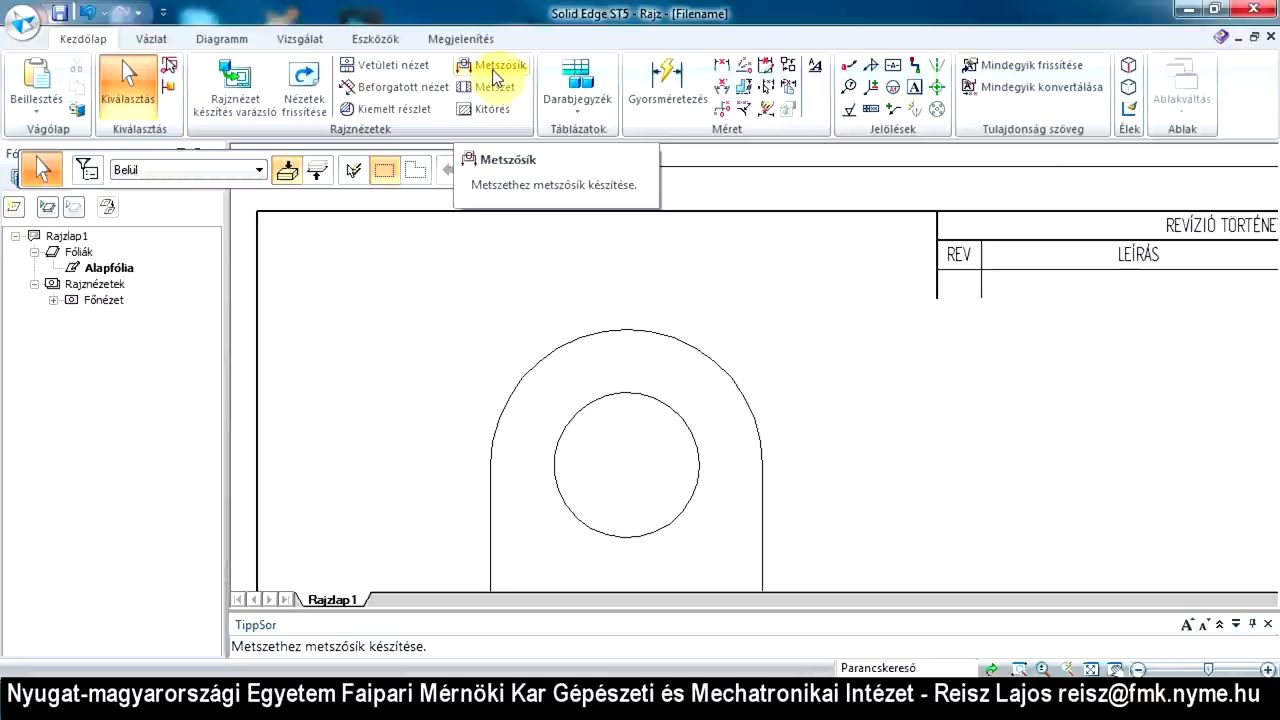 Solid Edge ST5 - Rajz - [Filename]
Kezdőlap Vázlat Diagramm Vizsgálat Eszközök Megjelenítés
Beillesztés
Vágólap
Kiválasztás
Kiválasztás
Rajznézet
készítés varázsló
Nézetek
frissítése
Vetületi nézet
Beforgatott nézet
Kiemelt részlet
Metszősík
Metszet
Kitörés
Rajznézetek
Darabjegyzék
Táblázatok
Gyorsméretezés
Méret
Jelölések
Mindegyik frissítése
Mindegyik konvertálása
Tulajdonság szöveg
Élek
Ablakváltás
Ablak
Belül
Metszősík
Metszethez metszősík készítése.
Rajzlap1
Fóliák
Alapfólia
Rajznézetek
Főnézet
REVÍZIÓ TÖRTÉNE
REV LEÍRÁS
Rajzlap1
TippSor
Metszethez metszősík készítése.
Parancskereső
Nyugat-magyarországi Egyetem Faipari Mérnöki Kar Gépészeti és Mechatronikai Intézet - Reisz Lajos reisz@fmk.nyme.hu